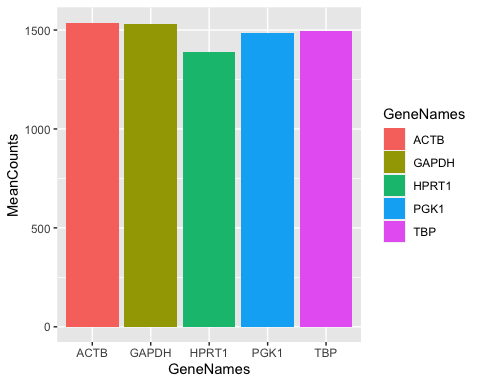 MeanCounts
1500
1000
500
0
ACTB GAPDH HPRT1 PGK1 TBP
GeneNames
GeneNames
ACTB
GAPDH
HPRT1
PGK1
TBP